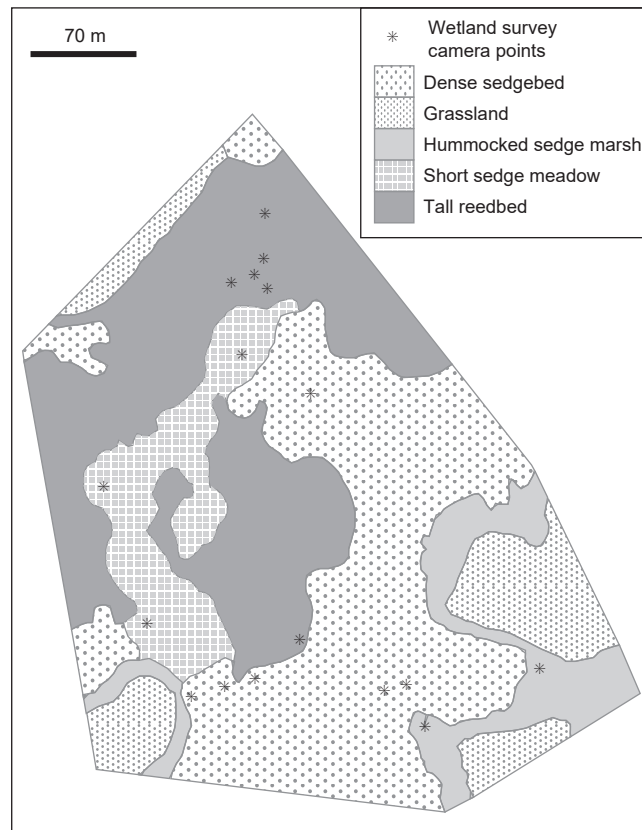 70 m
Wetland survey
camera points
Dense sedgebed
Grassland
Hummocked sedge marsh
Short sedge meadow
Tall reedbed